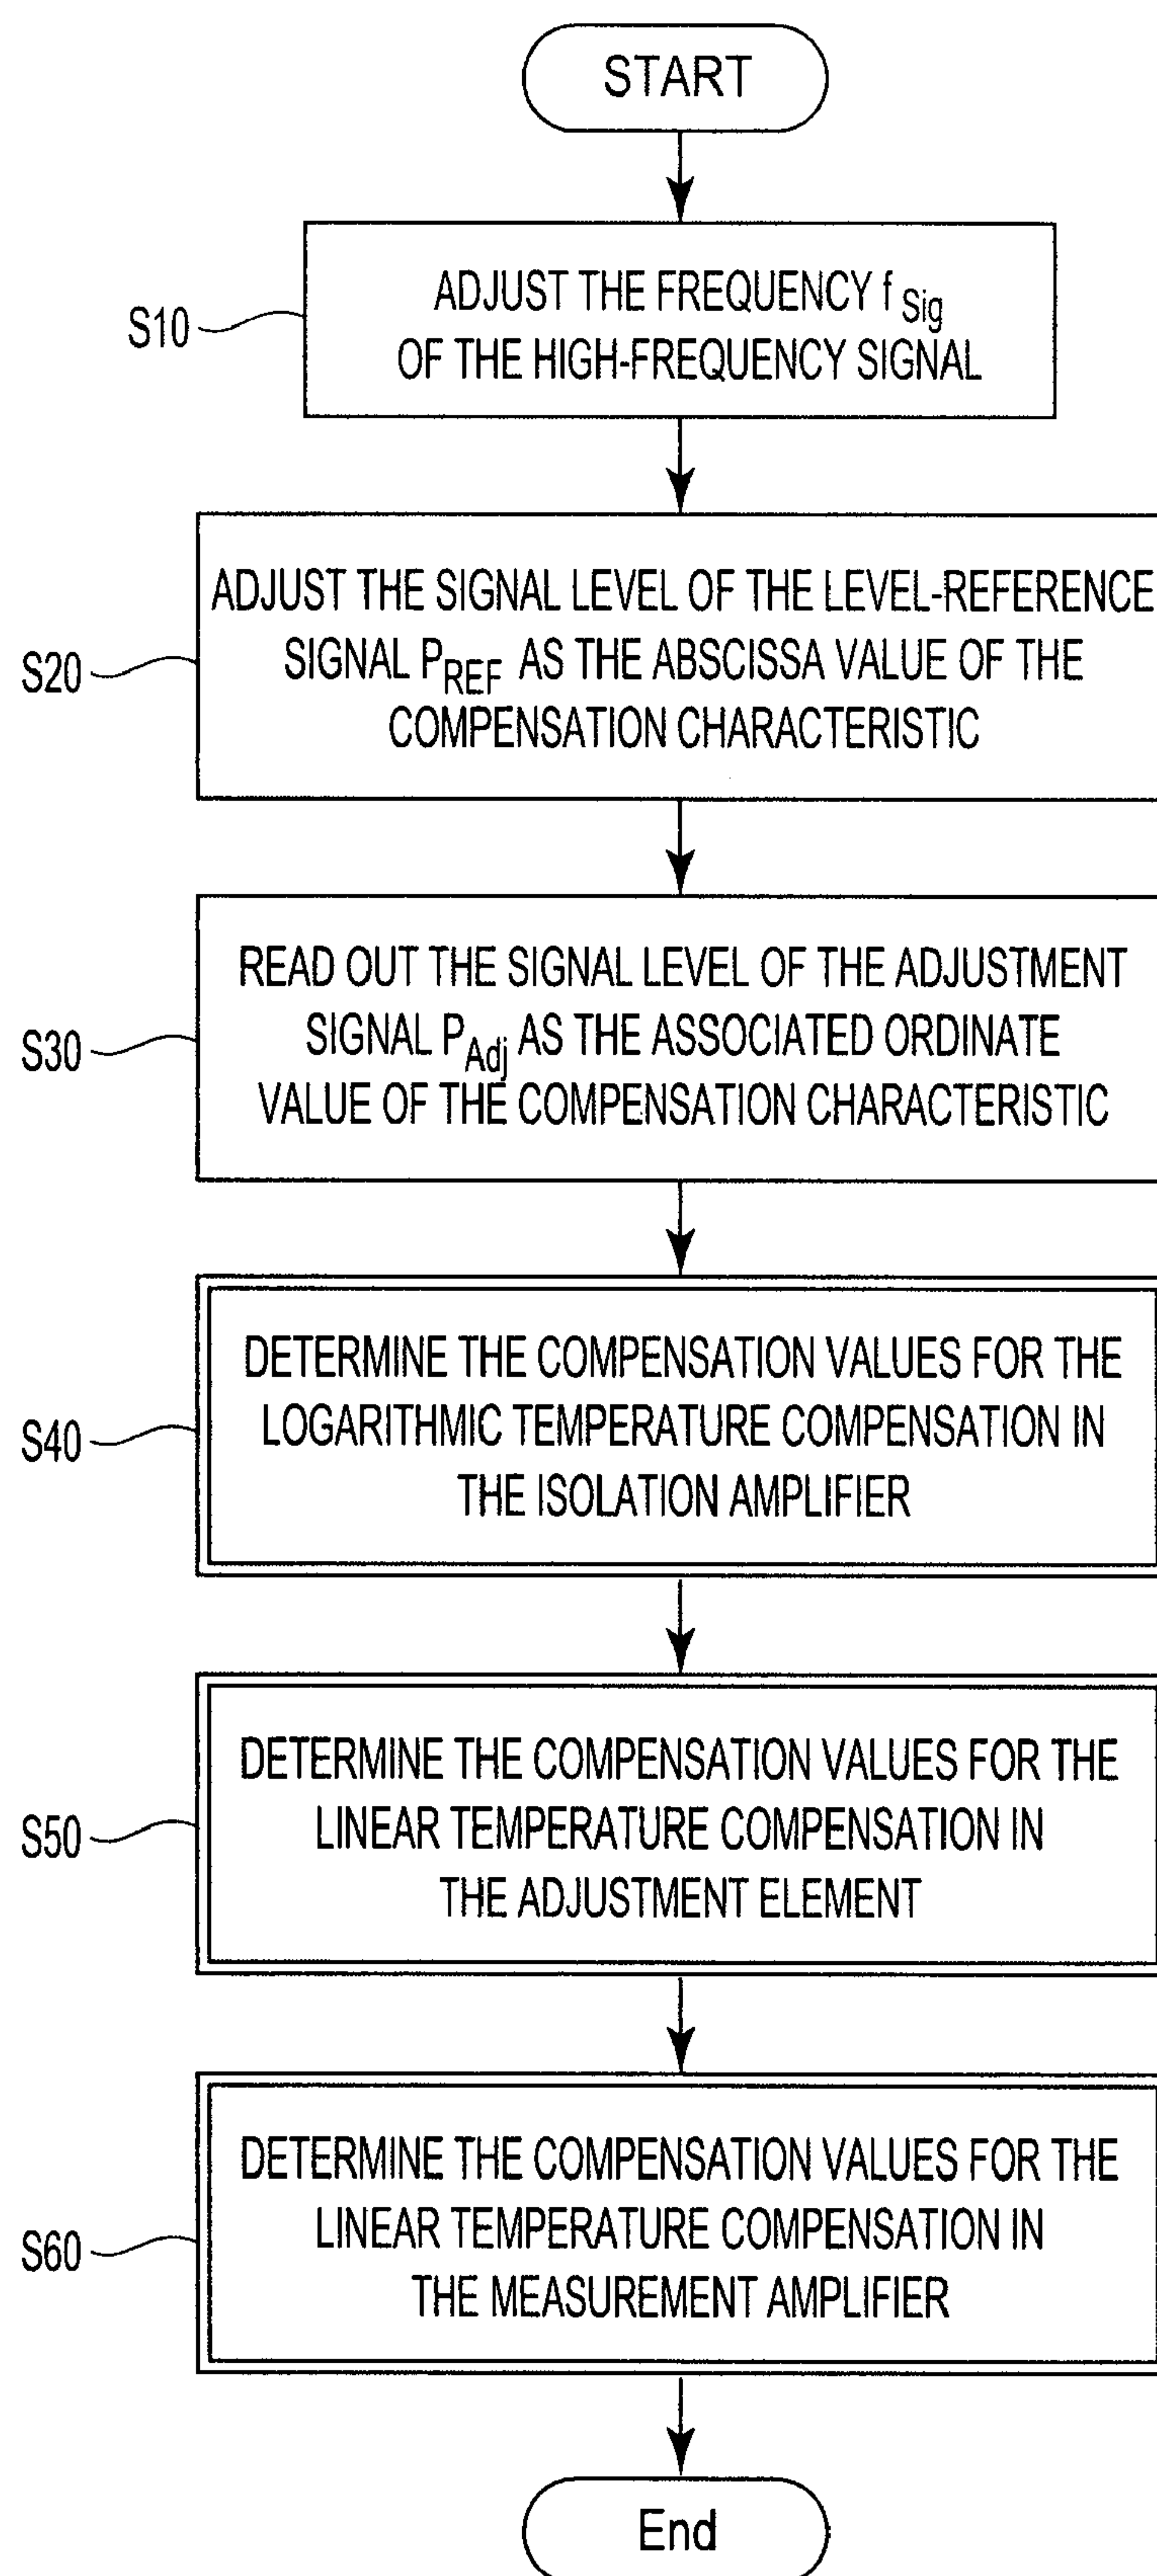 START
S10
ADJUST THE FREQUENCY f Sig
OF THE HIGH-FREQUENCY SIGNAL
S20
ADJUST THE SIGNAL LEVEL OF THE LEVEL-REFERENCE
SIGNAL PREF AS THE ABSCISSA VALUE OF THE
COMPENSATION CHARACTERISTIC
S30
READ OUT THE SIGNAL LEVEL OF THE ADJUSTMENT
SIGNAL PAdj AS THE ASSOCIATED ORDINATE
VALUE OF THE COMPENSATION CHARACTERISTIC
S40
DETERMINE THE COMPENSATION VALUES FOR THE
LOGARITHMIC TEMPERATURE COMPENSATION IN
THE ISOLATION AMPLIFIER
S50
DETERMINE THE COMPENSATION VALUES FOR THE
LINEAR TEMPERATURE COMPENSATION IN
THE ADJUSTMENT ELEMENT
S60
DETERMINE THE COMPENSATION VALUES FOR THE
LINEAR TEMPERATURE COMPENSATION IN
THE MEASUREMENT AMPLIFIER
End